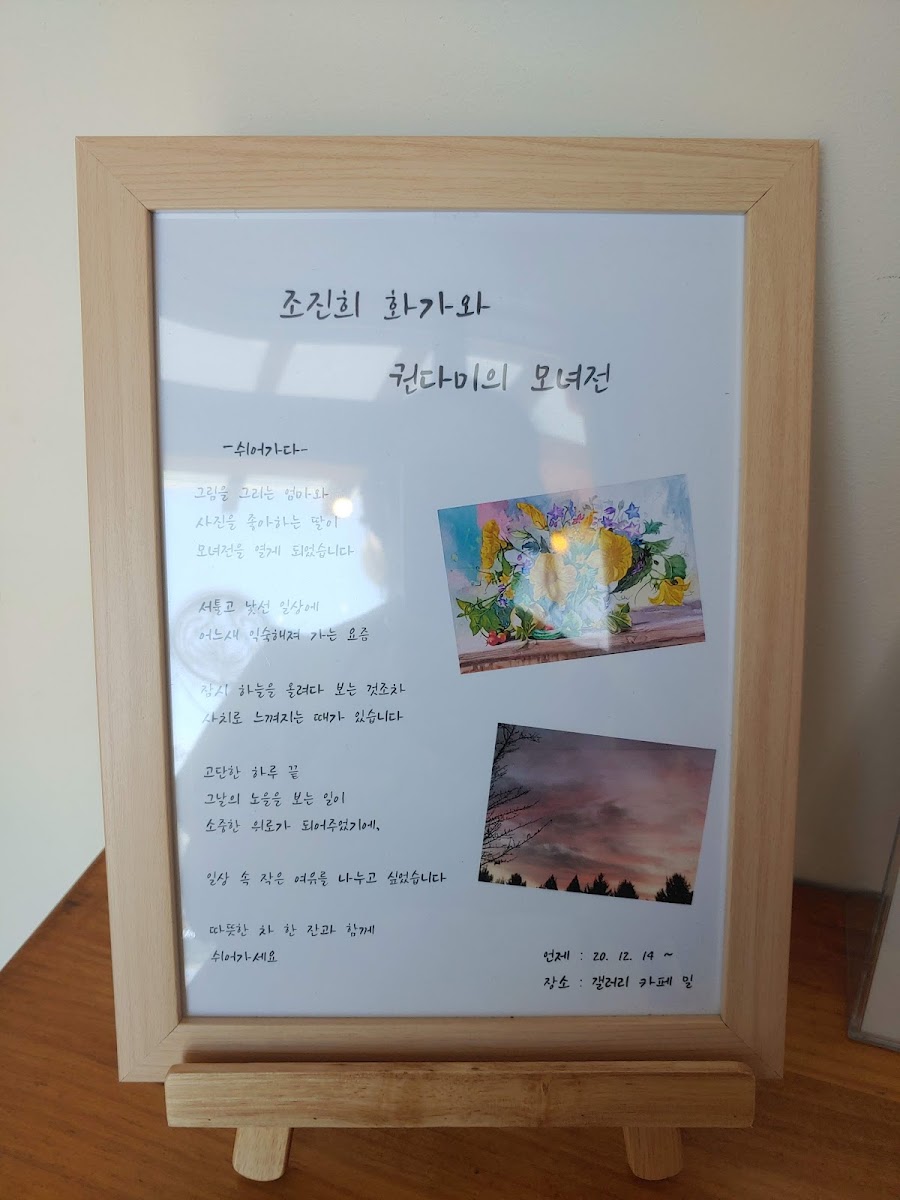 조진희 화가와
권다미의 모녀전
-쉬어가다-
그림을 그리는 엄마와
사진을 좋아하는 딸이
모녀전을 열게 되었습니다
서툴고 낯선 일상에
어느새 익숙해져 가는 요즘
잠시 하늘을 올려다 보는 것조차
사치로 느껴지는 때가 있습니다
고단한 하루 끝
그날의 노을을 보는 일이
소중한 위로가 되어주었기에,
일상 속 작은 여유를 나누고 싶었습니다
따뜻한 차 한 잔과 함께
쉬어가세요
언제 : 20. 12. 14 ~
장소 : 갤러리 카페 밀